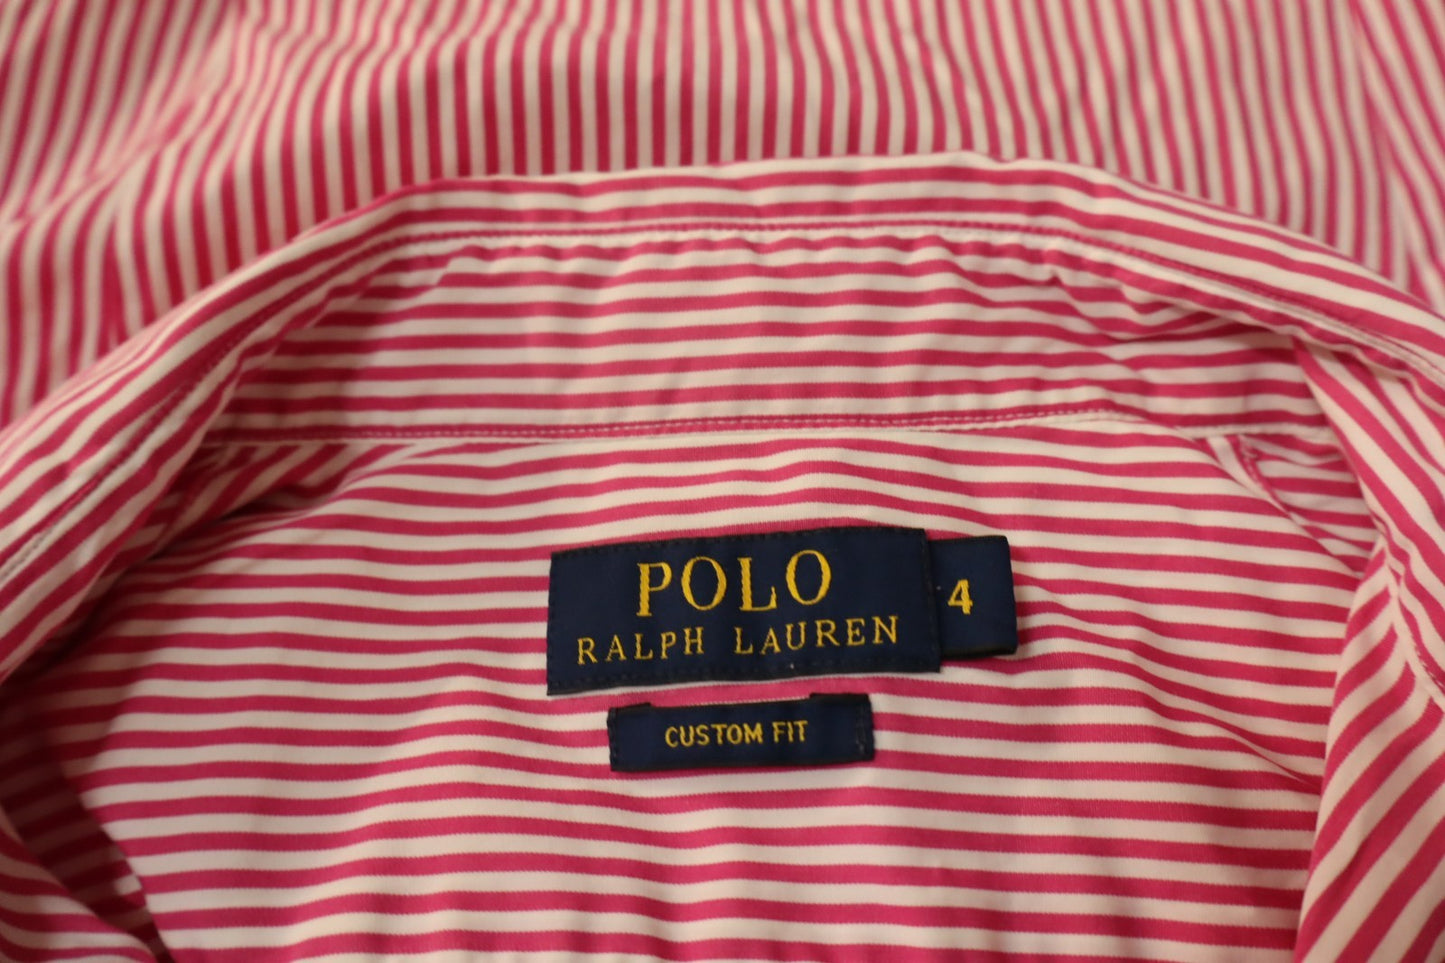 POLO
RALPH LAUREN
4
CUSTOM FIT